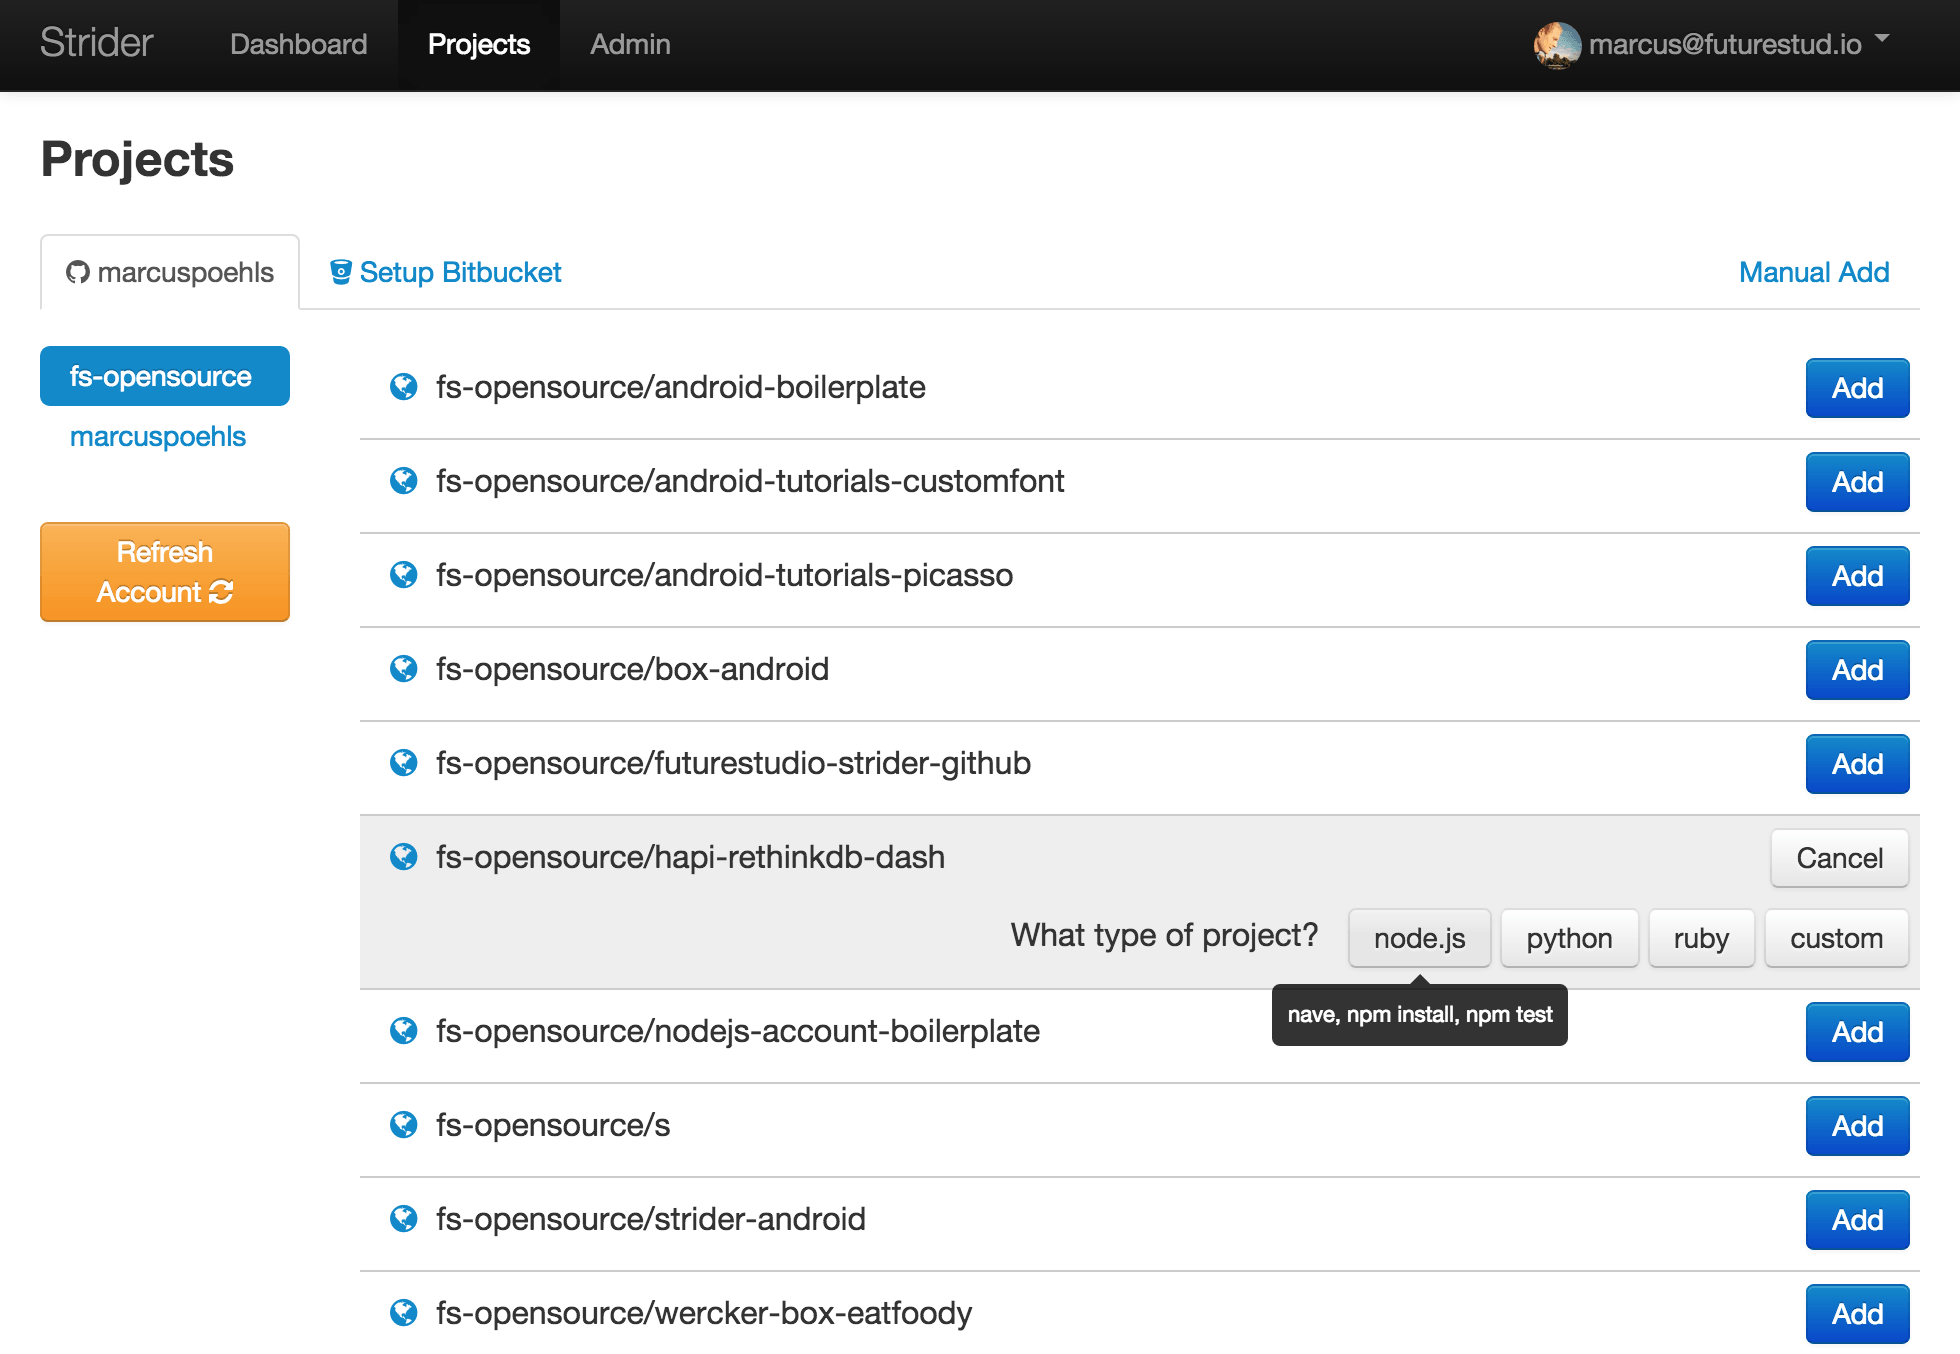 Strider Dashboard Projects Admin marcus@futurestud.io
Projects
marcuspoehls Setup Bitbucket Manual Add
fs-opensource
marcuspoehls
Refresh
Account
fs-opensource/android-boilerplate Add
fs-opensource/android-tutorials-customfont Add
fs-opensource/android-tutorials-picasso Add
fs-opensource/box-android Add
fs-opensource/futurestudio-strider-github Add
fs-opensource/hapi-rethinkdb-dash Cancel
What type of project? node.js python ruby custom
nave, npm install, npm test
fs-opensource/nodejs-account-boilerplate Add
fs-opensource/s Add
fs-opensource/strider-android Add
fs-opensource/wercker-box-eatfoody Add